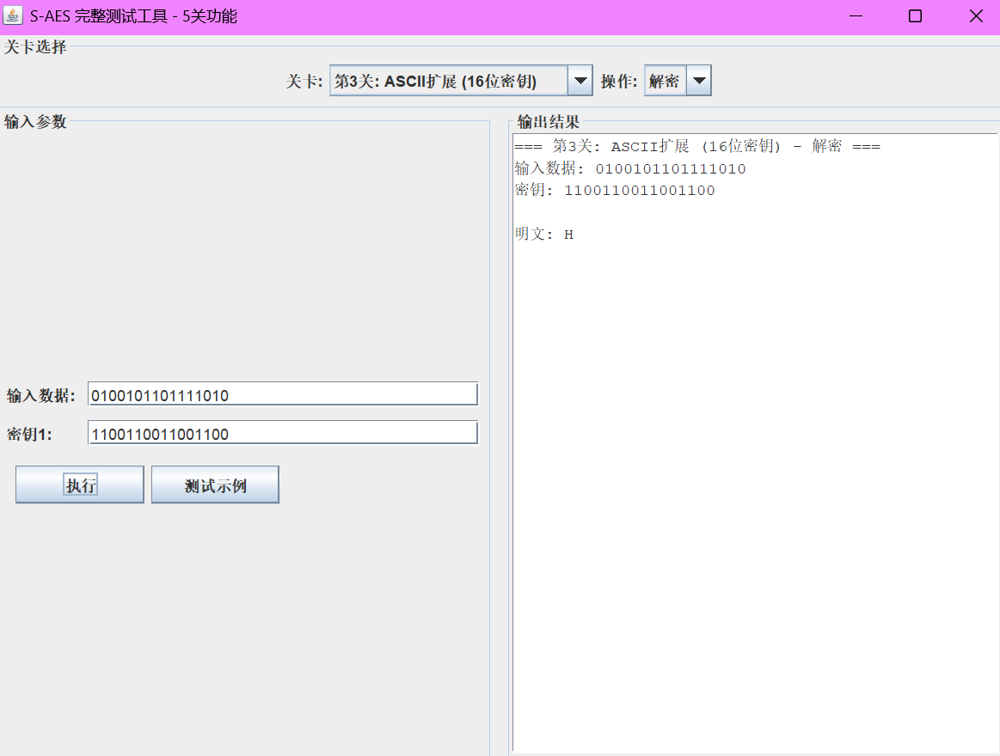 S-AES 完整测试工具 - 5关功能
关卡选择
关卡: 第3关: ASCII扩展 (16位密钥) 操作: 解密
输入参数
输入数据: 0100101101111010
密钥1: 1100110011001100
执行 测试示例
输出结果
=== 第3关: ASCII扩展 (16位密钥) - 解密 ===
输入数据: 0100101101111010
密钥: 1100110011001100
明文: H